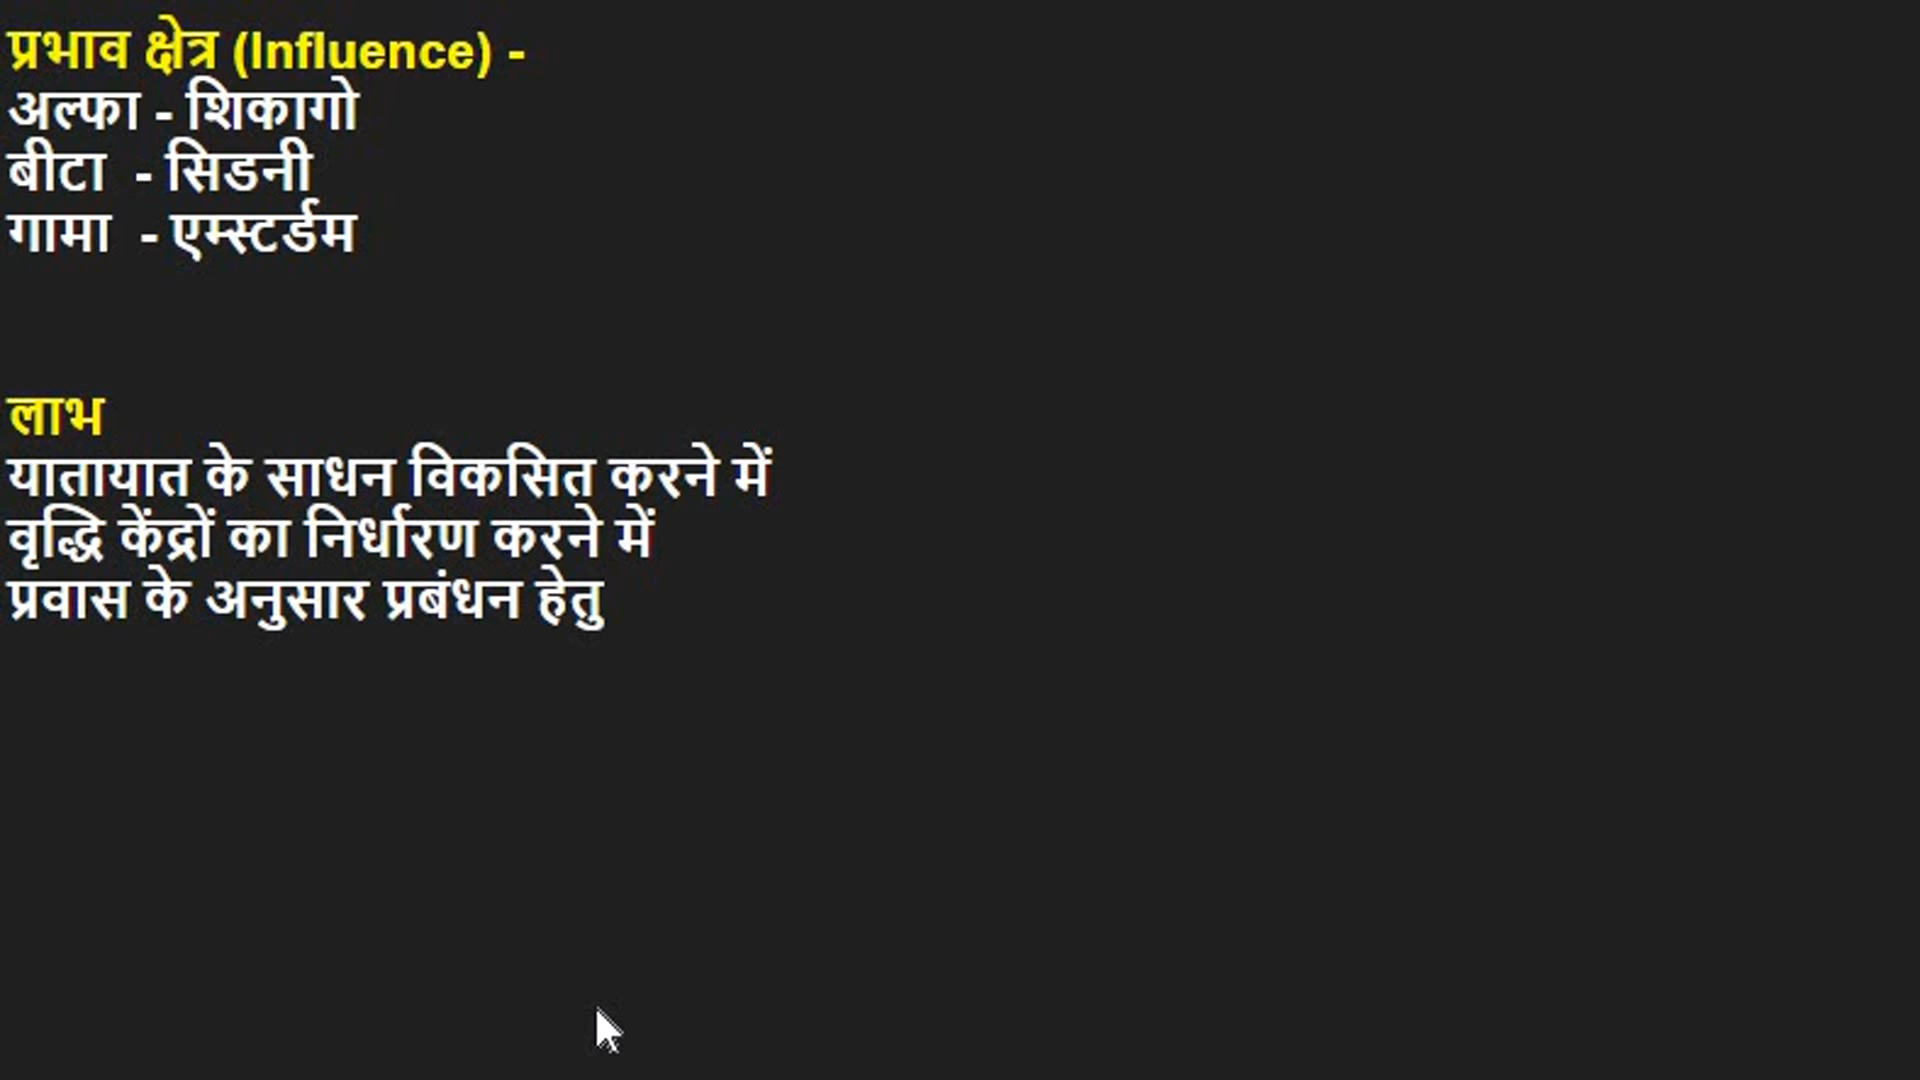 प्रभाव क्षेत्र (Influence) -
अल्फा - शिकागो
बीटा - सिडनी
गामा - एम्स्टर्डम
लाभ
यातायात के साधन विकसित करने में
वृद्धि केंद्रों का निर्धारण करने में
प्रवास के अनुसार प्रबंधन हेतु